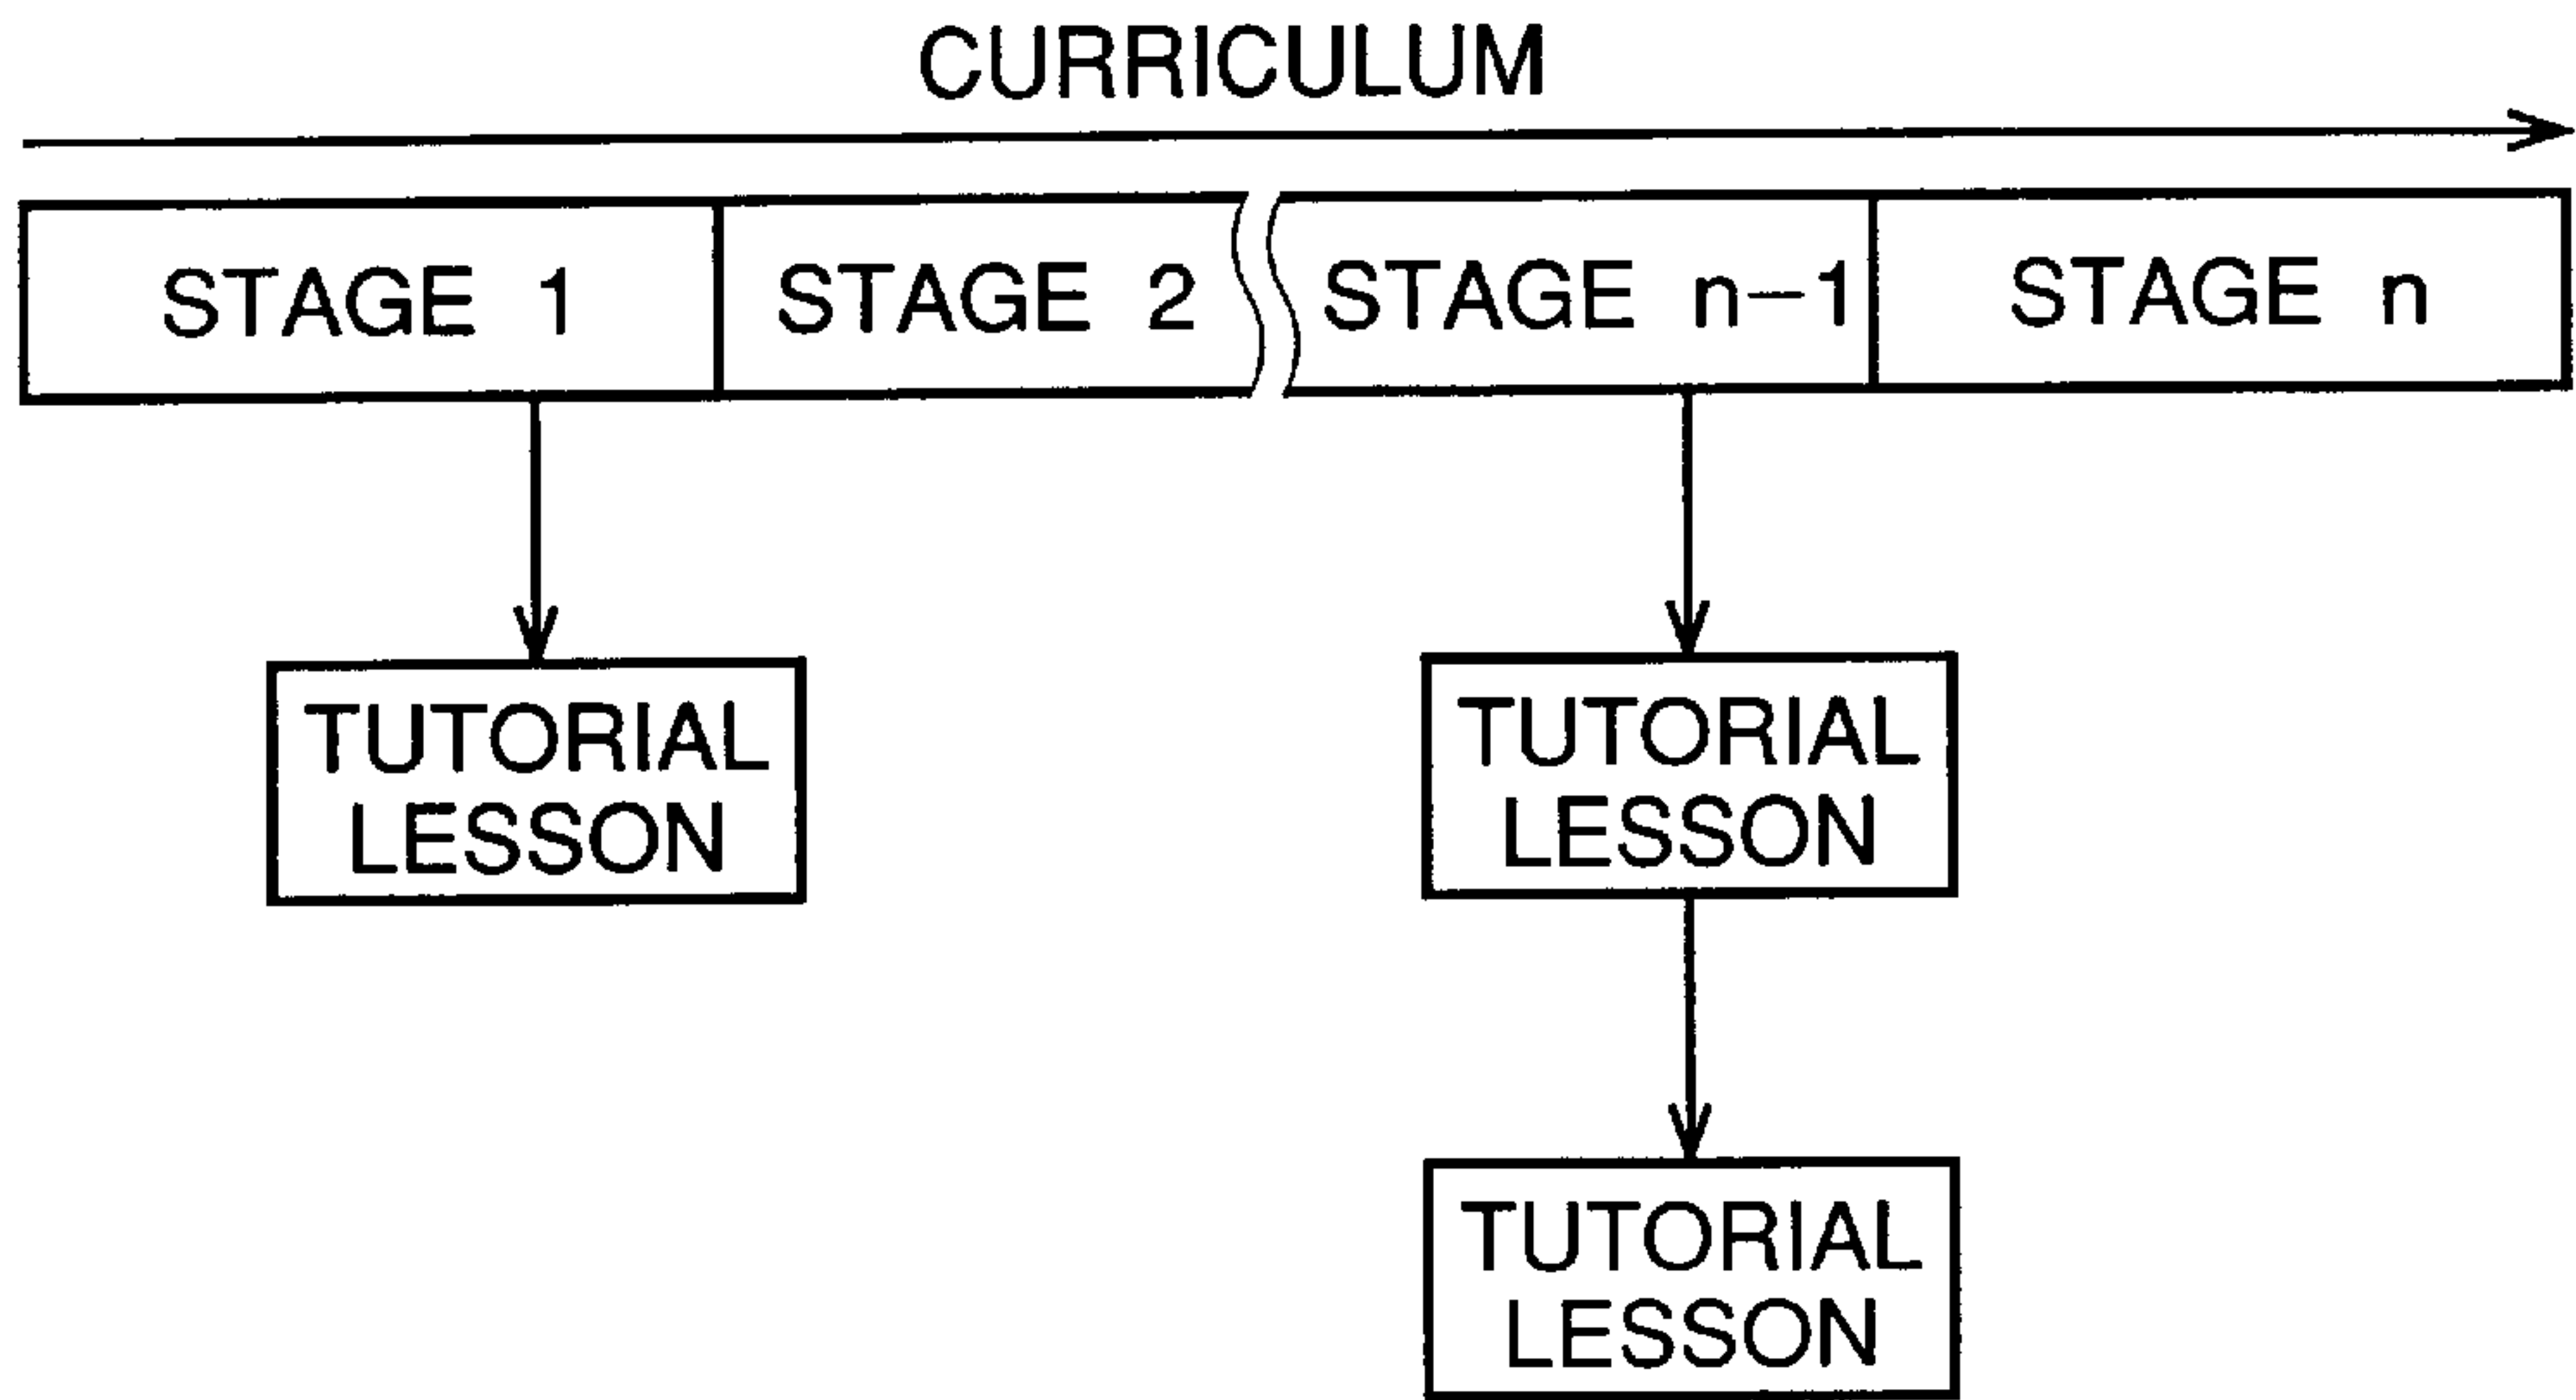 CURRICULUM
STAGE 1
STAGE 2
STAGE n-1
STAGE n
TUTORIAL
LESSON
TUTORIAL
LESSON
TUTORIAL
LESSON